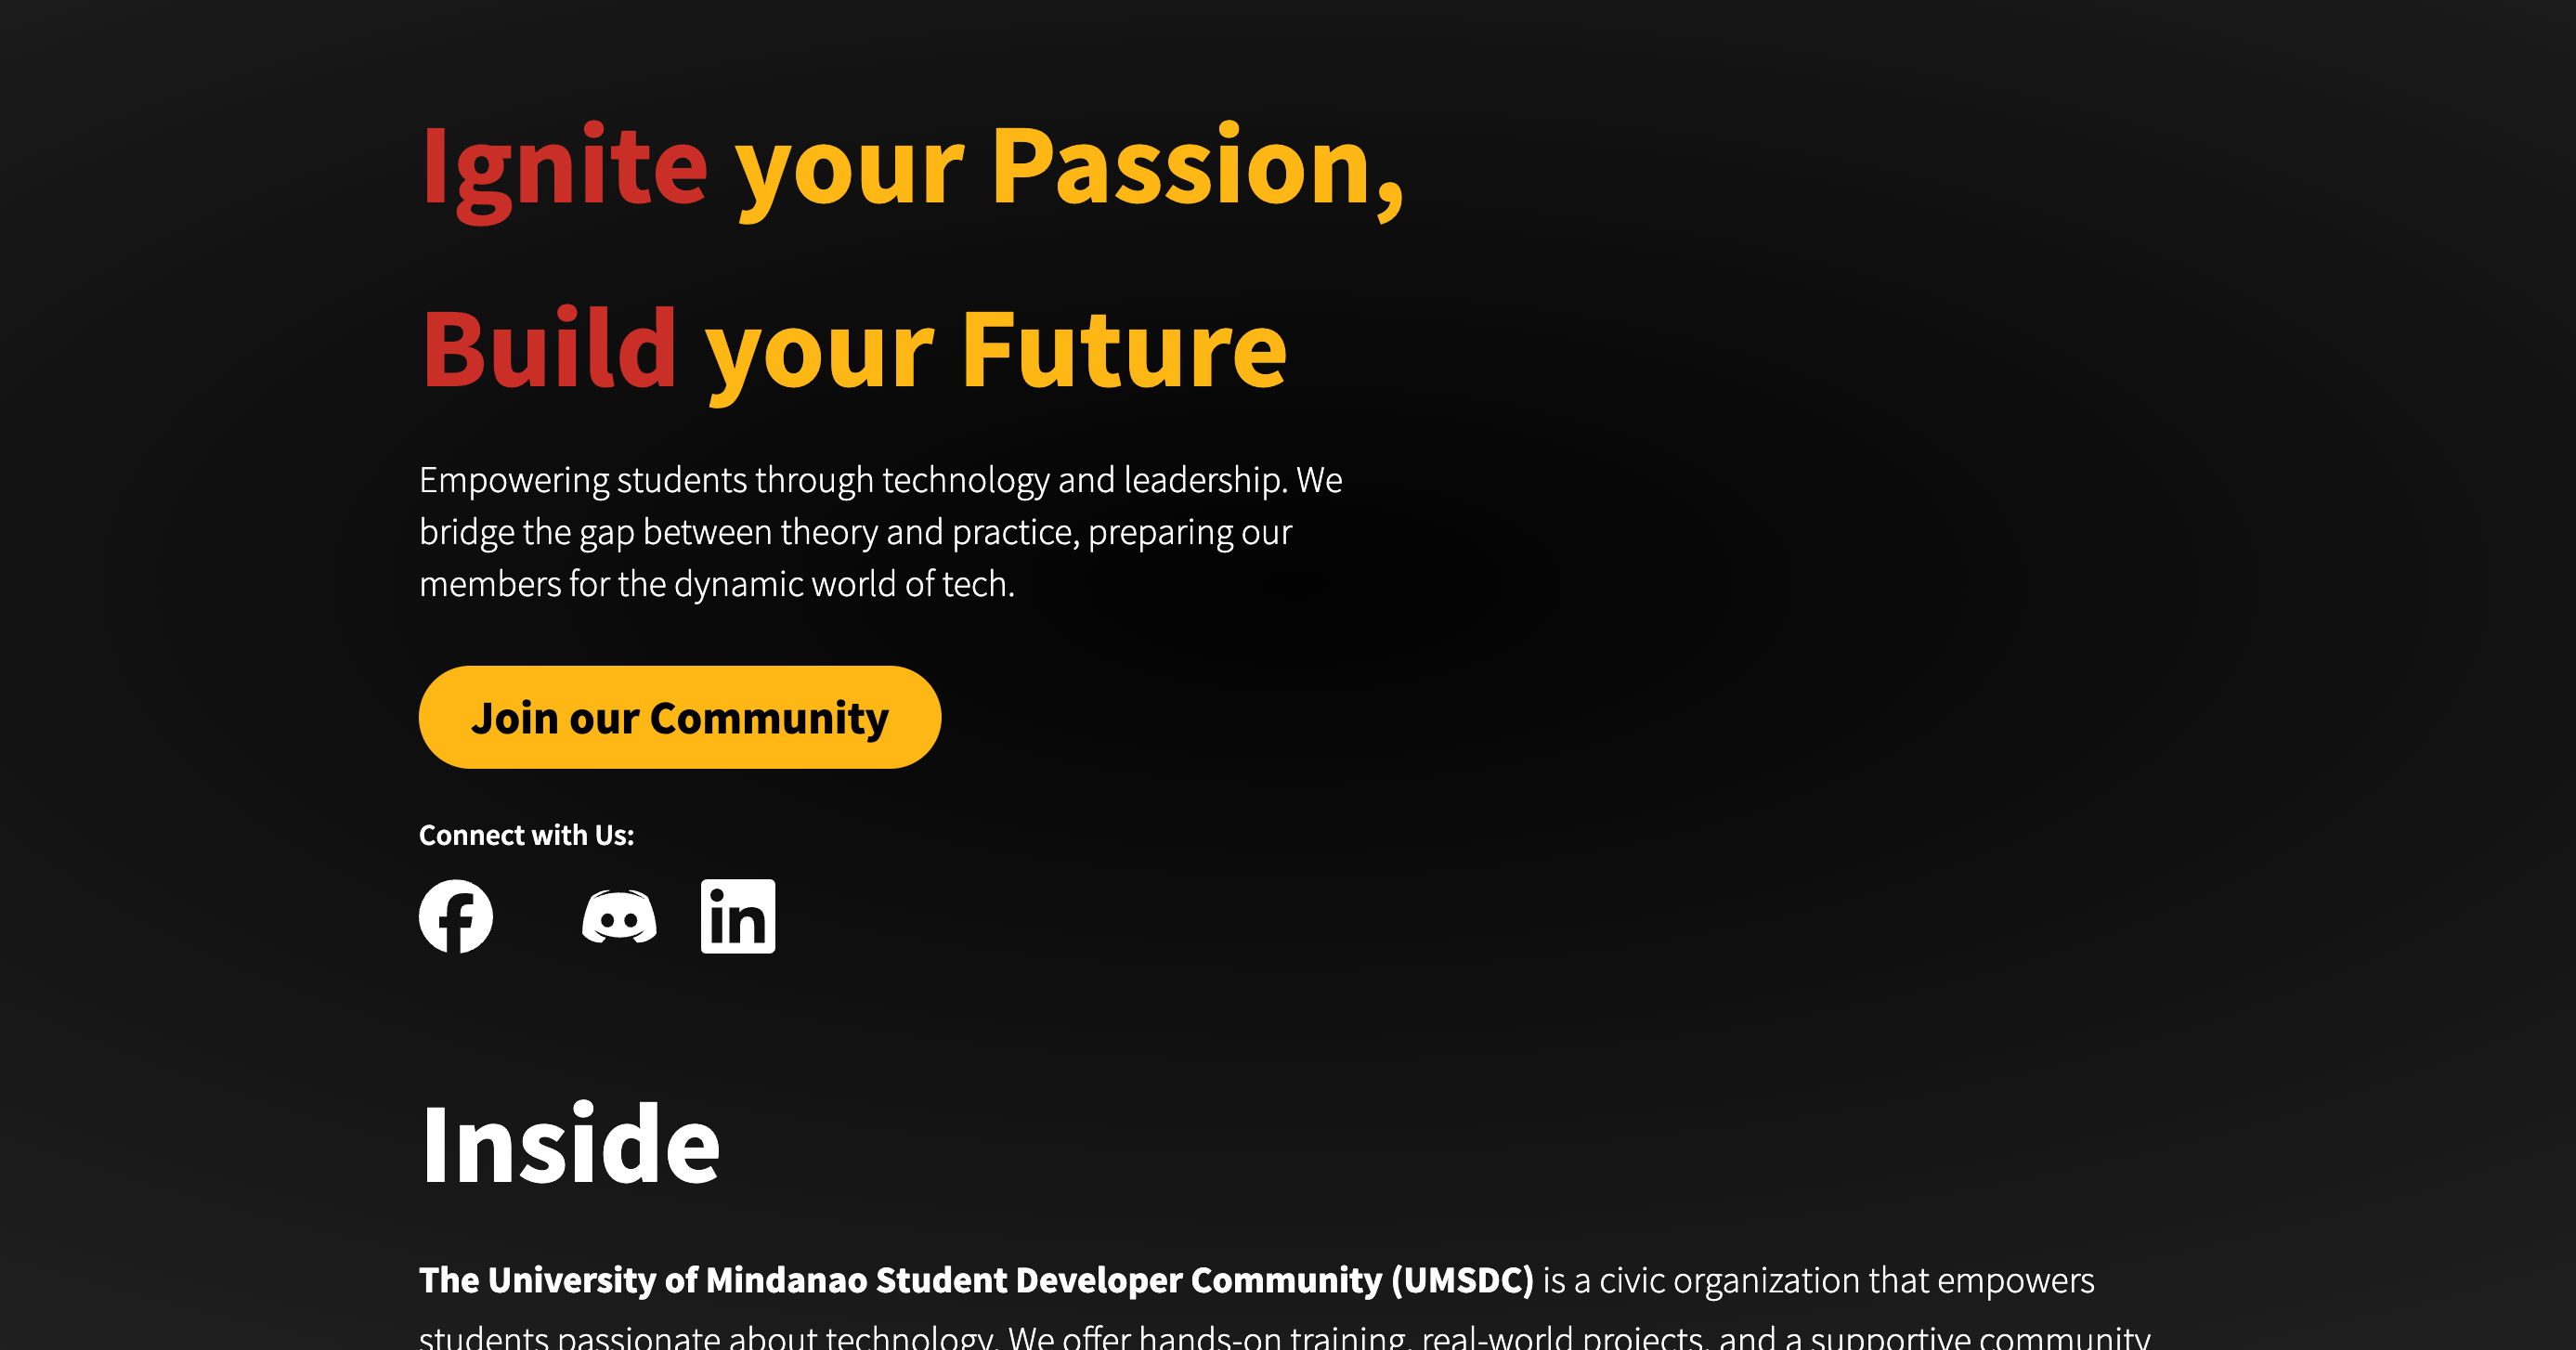 Ignite your Passion,
Build your Future
Empowering students through technology and leadership. We
bridge the gap between theory and practice, preparing our
members for the dynamic world of tech.
Join our Community
Connect with Us:
Inside
The University of Mindanao Student Developer Community (UMSDC) is a civic organization that empowers
students passionate about technology. We offer hands-on training, real-world projects, and a supportive community